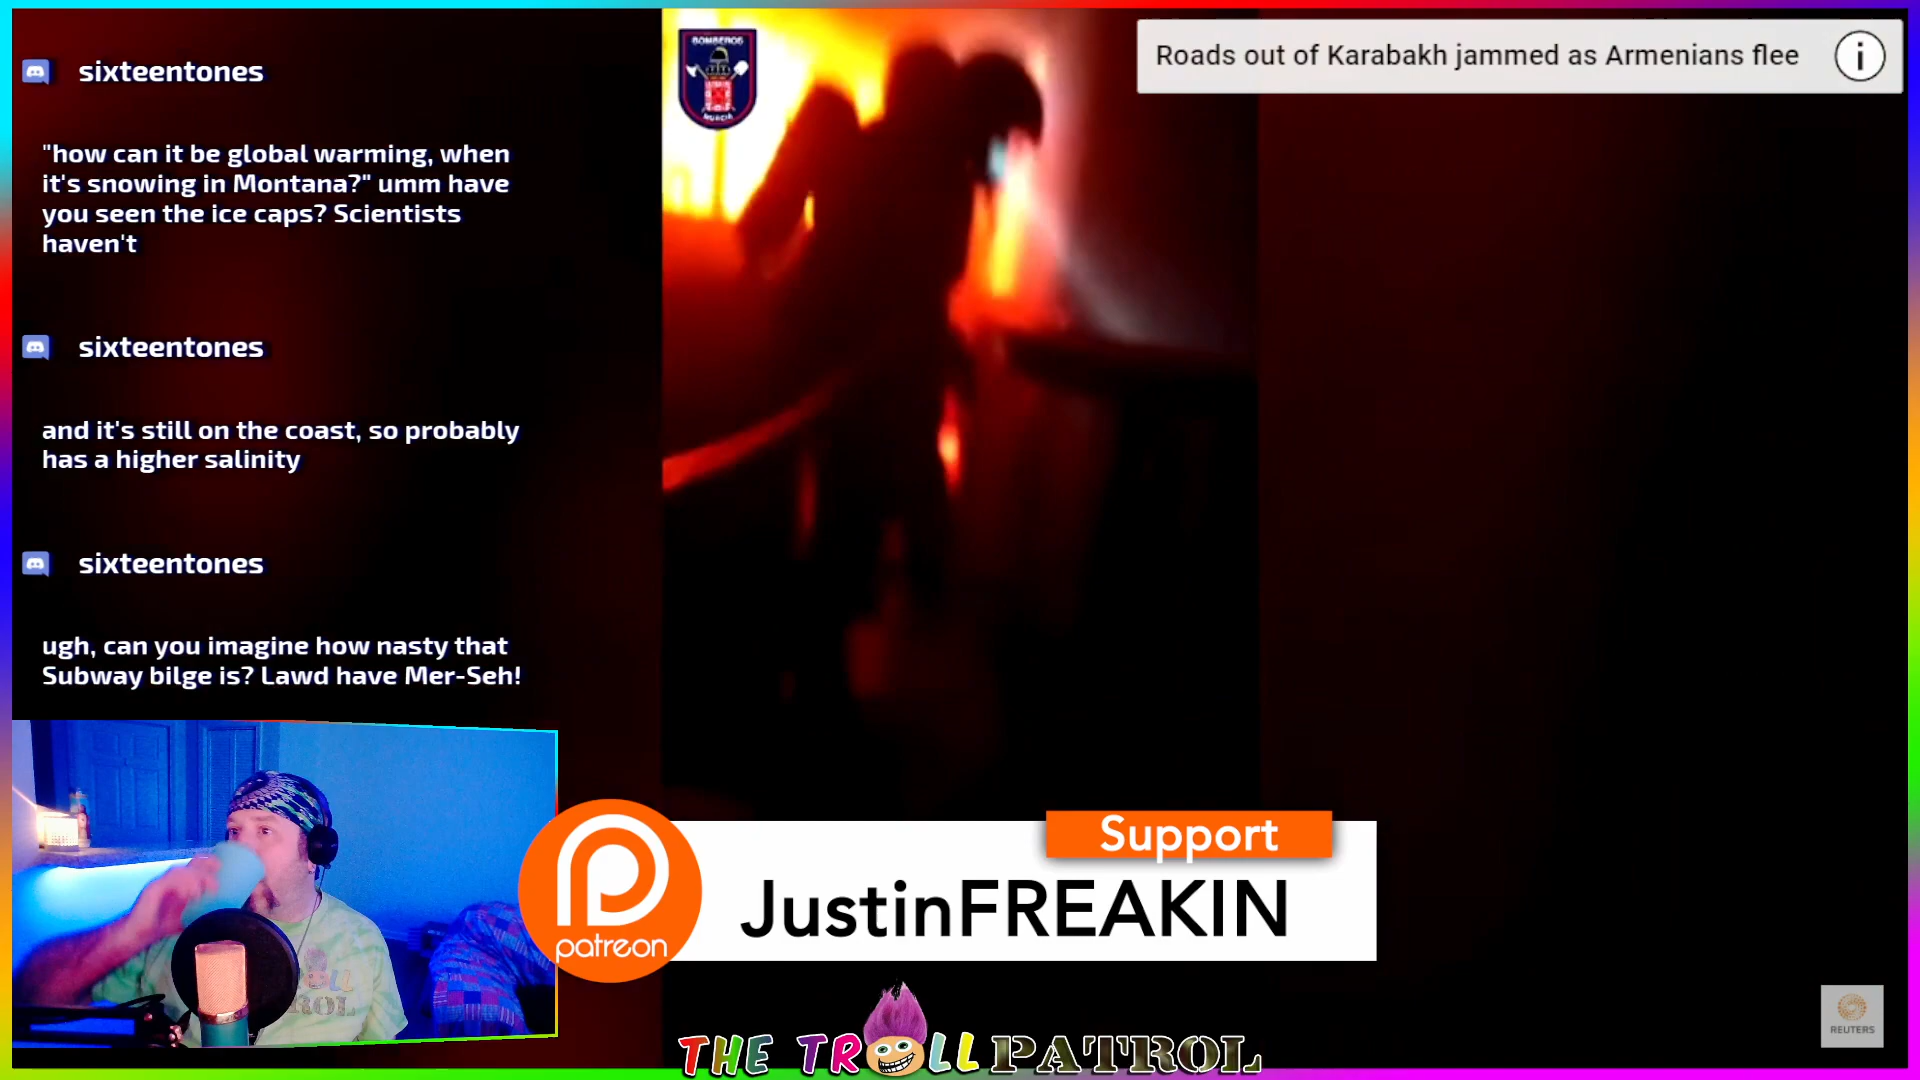 sixteentones
"how can it be global warming, when
it's snowing in Montana?" umm have
you seen the ice caps? Scientists
haven't
sixteentones
and it's still on the coast, so probably
has a higher salinity
sixteentones
ugh, can you imagine how nasty that
Subway bilge is? Lawd have Mer-Seh!
BOMBEROS
MURCIA
Roads out of Karabakh jammed as Armenians flee
i
Support
JustinFREAKIN
patreon
THE TROLL PATROL
REUTERS